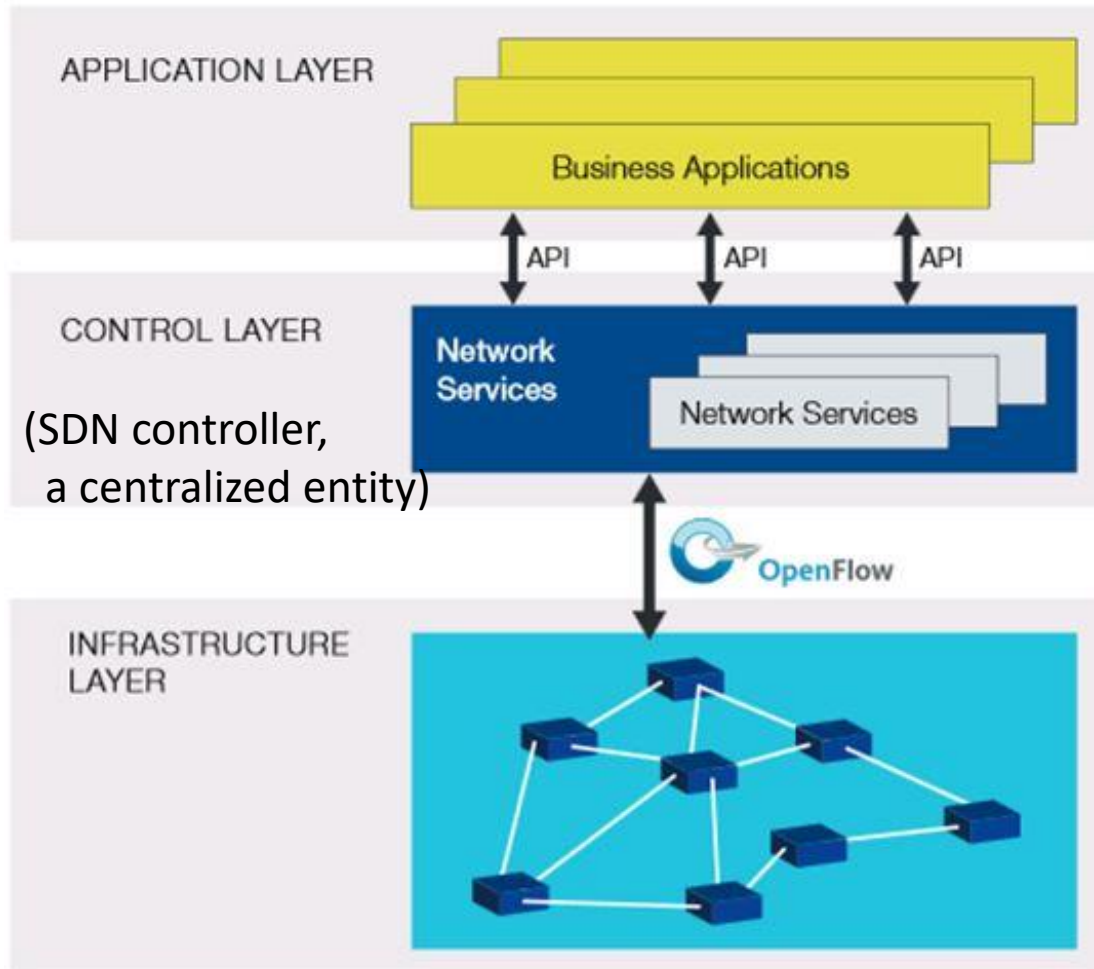 APPLICATION LAYER
Business Applications
API
API
API
CONTROL LAYER
Network
Services
Network Services
(SDN controller,
a centralized entity)
OpenFlow
INFRASTRUCTURE
LAYER